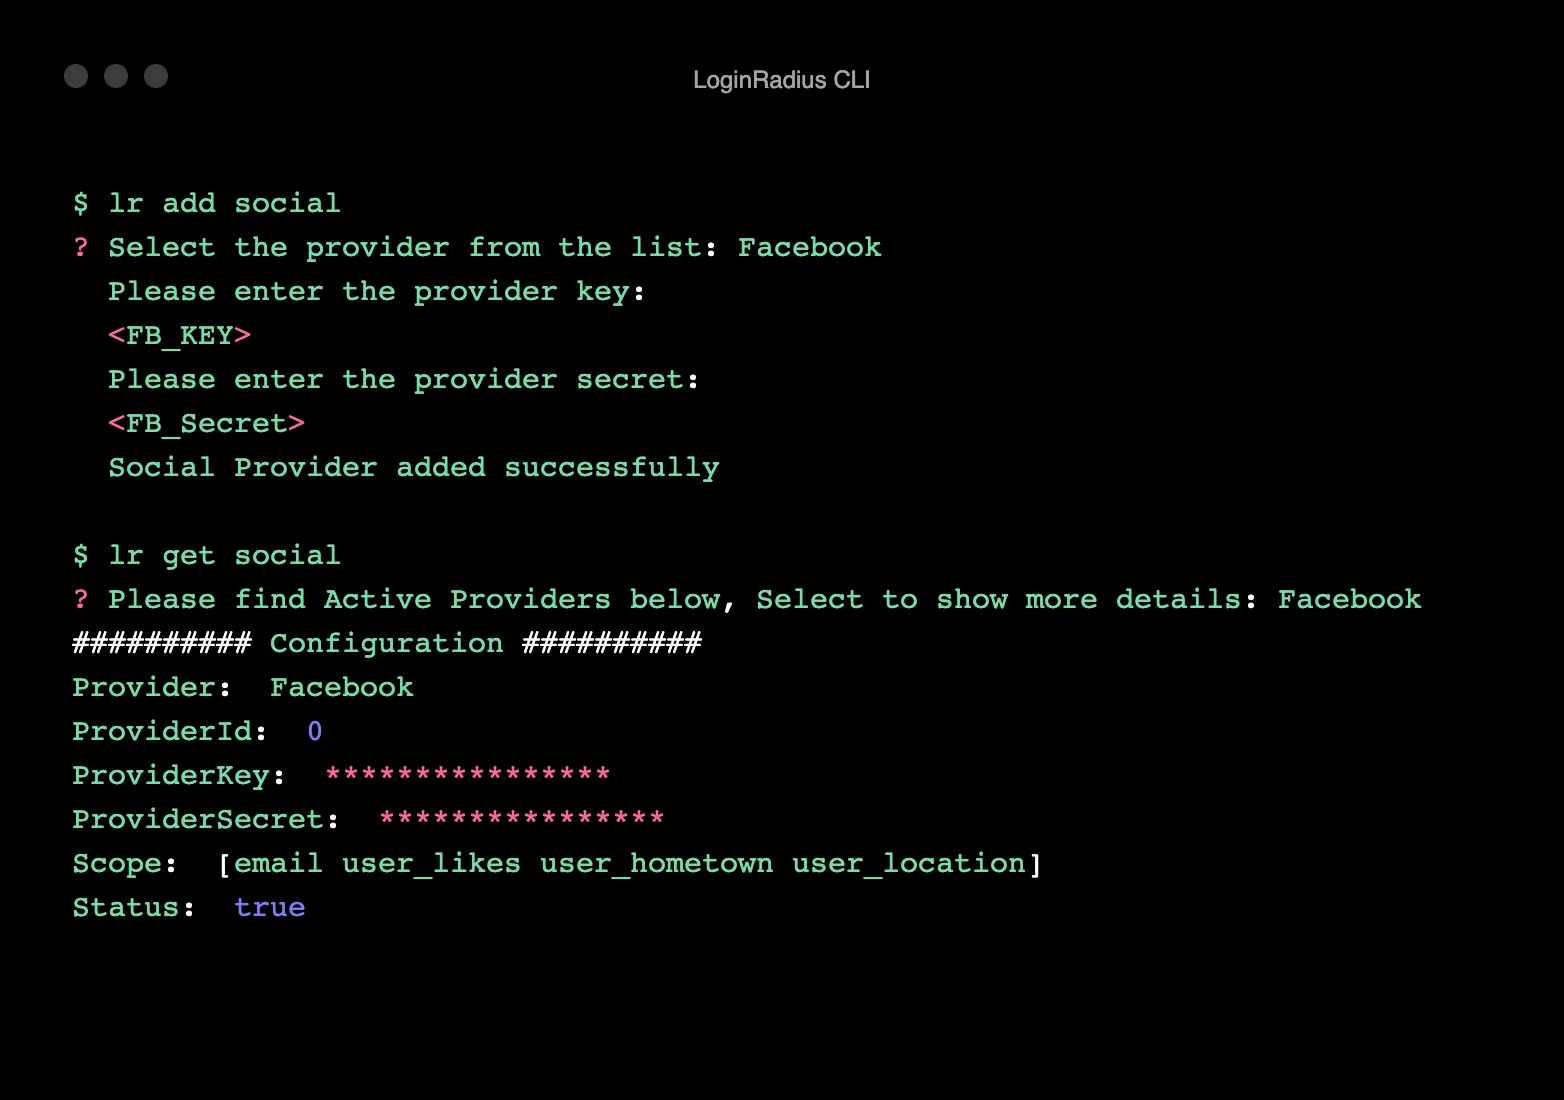 LoginRadius CLI
$ lr add social
? Select the provider from the list: Facebook
Please enter the provider key:
<FB_KEY>
Please enter the provider secret:
<FB_Secret>
Social Provider added successfully
$ lr get social
? Please find Active Providers below, Select to show more details: Facebook
########## Configuration ##########
Provider:  Facebook
ProviderId:  0
ProviderKey:  ****************
ProviderSecret:  ****************
Scope:  [email user_likes user_hometown user_location]
Status:  true